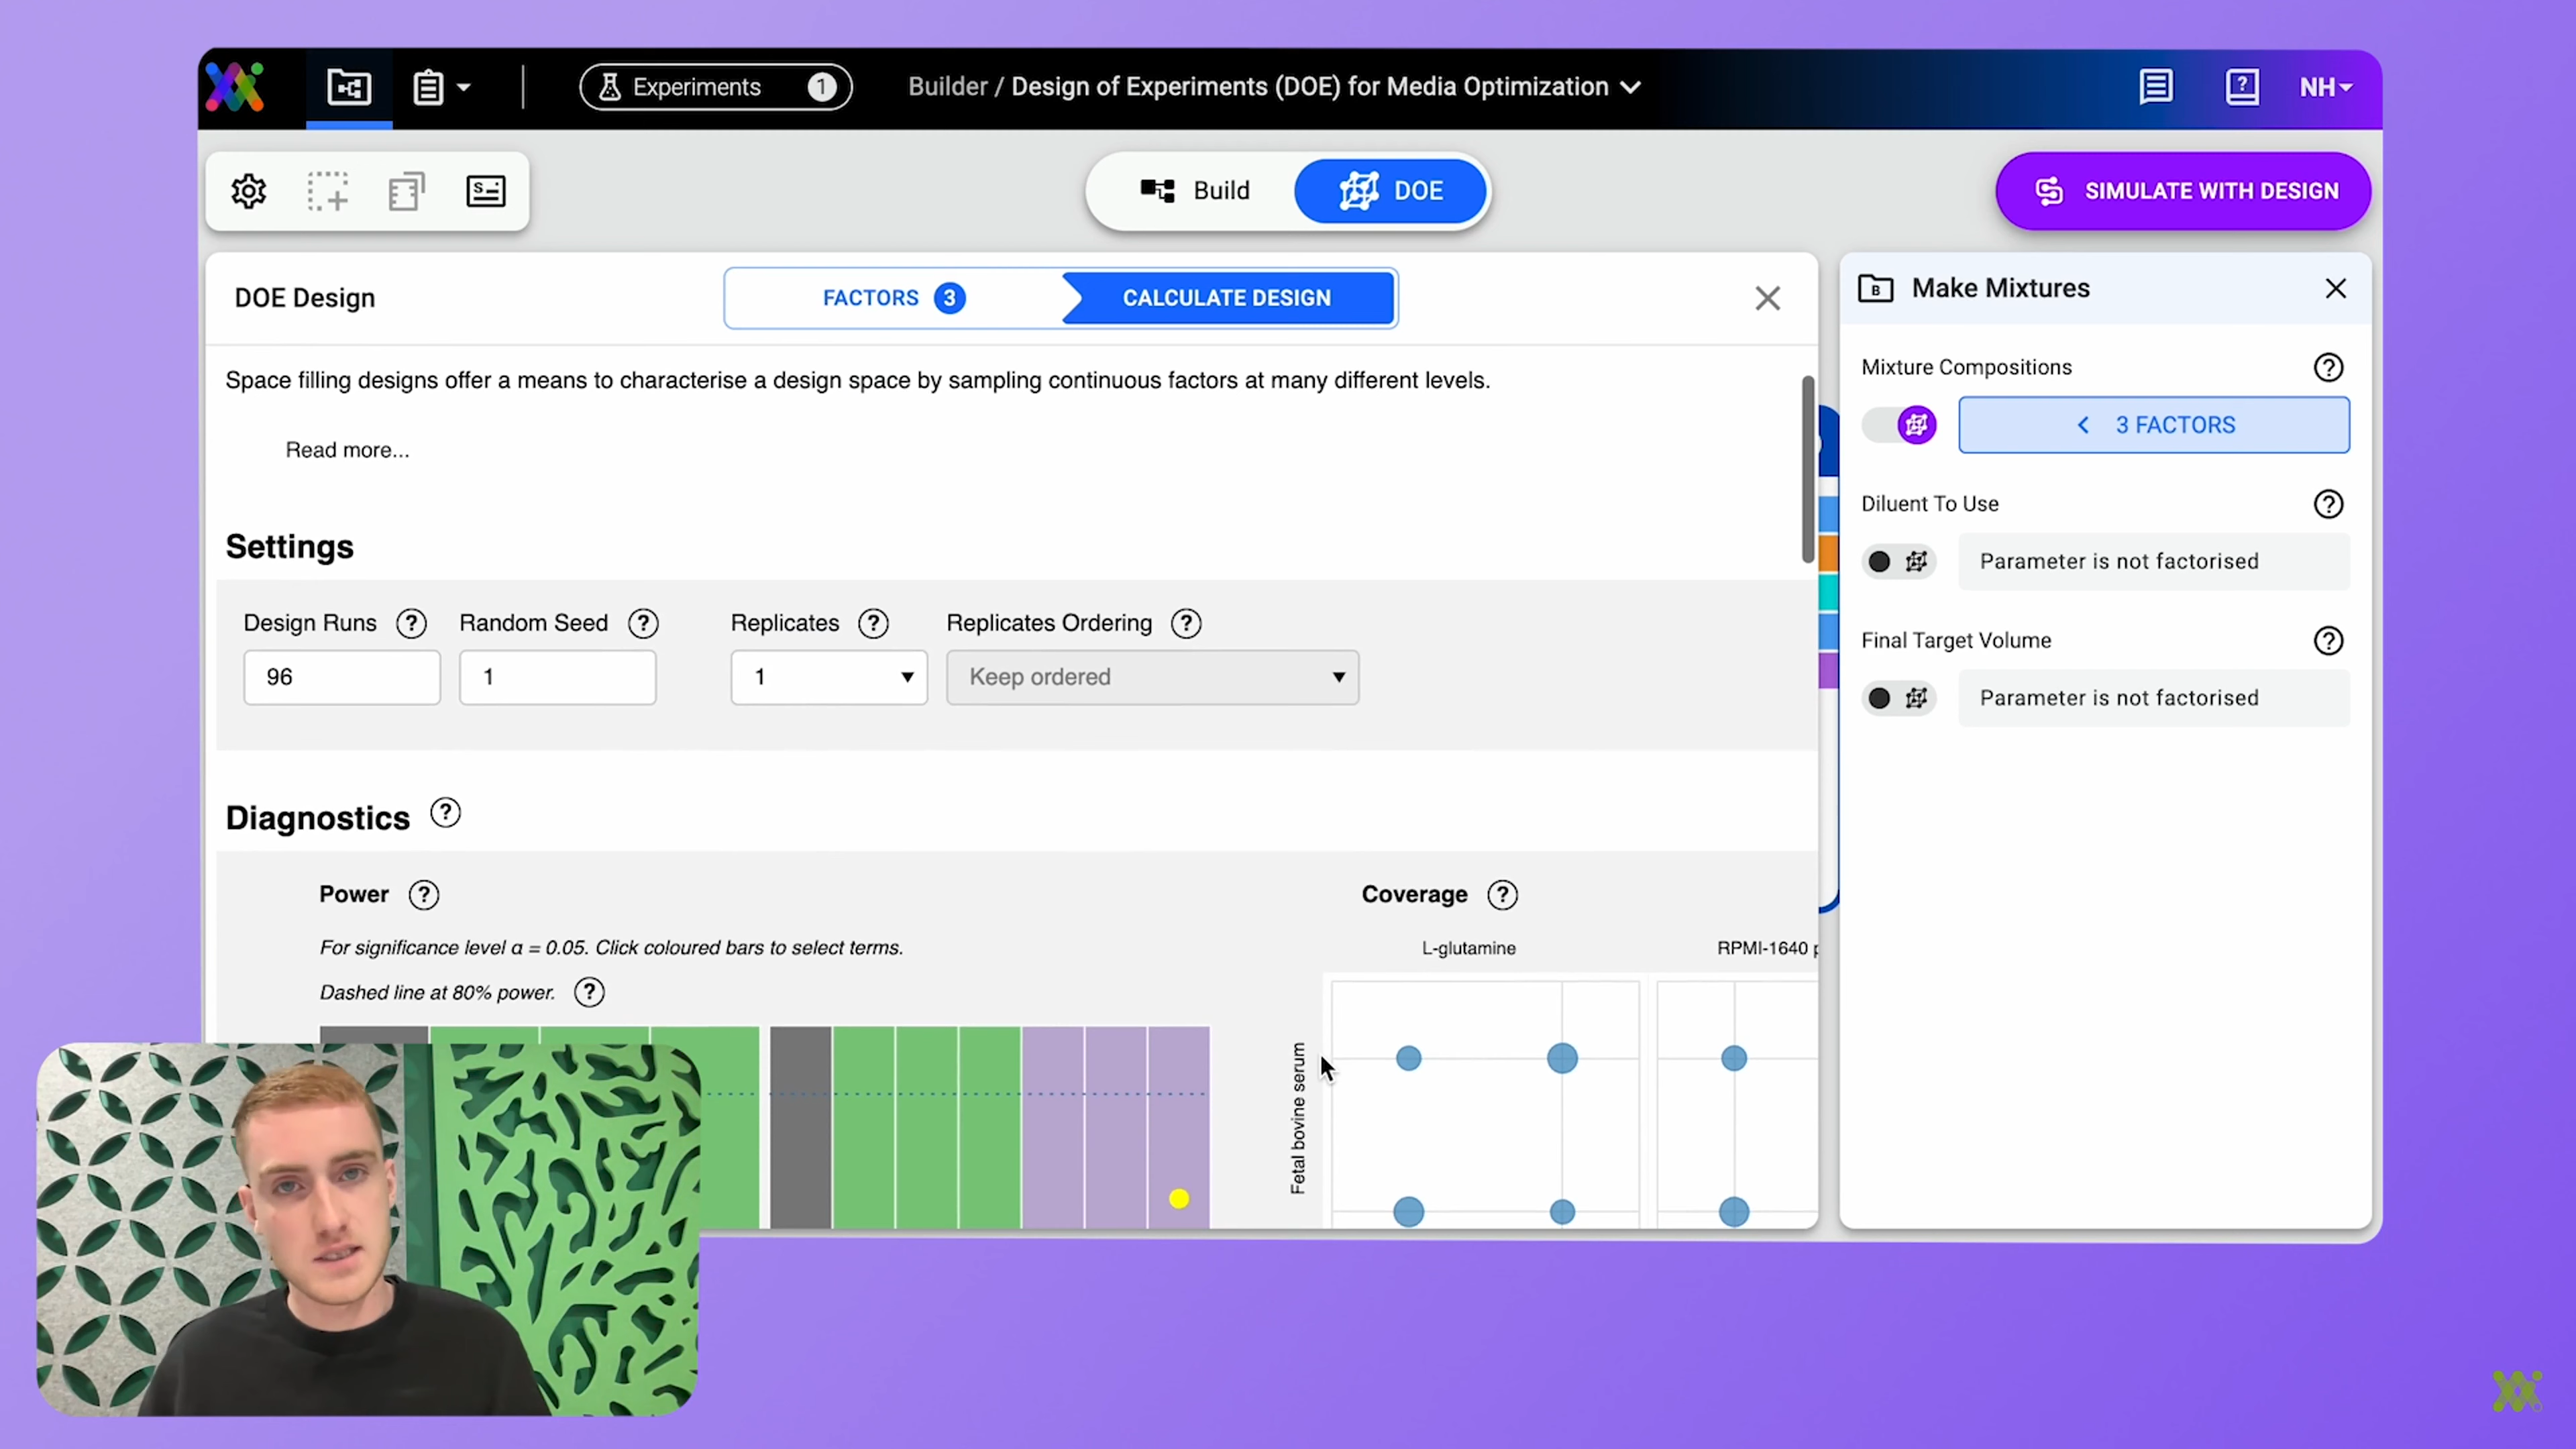 Experiments 1
Builder / Design of Experiments (DOE) for Media Optimization
NH
Build
DOE
SIMULATE WITH DESIGN
DOE Design
FACTORS 3
CALCULATE DESIGN
Space filling designs offer a means to characterise a design space by sampling continuous factors at many different levels.
Read more...
Settings
Design Runs ?
Random Seed ?
Replicates ?
Replicates Ordering ?
96
1
1
Keep ordered
Diagnostics ?
Power ?
For significance level α = 0.05. Click coloured bars to select terms.
Dashed line at 80% power. ?
Coverage ?
L-glutamine
RPMI-1640 p
Fetal bovine serum
B
Make Mixtures
Mixture Compositions ?
< 3 FACTORS
Diluent To Use ?
Parameter is not factorised
Final Target Volume ?
Parameter is not factorised